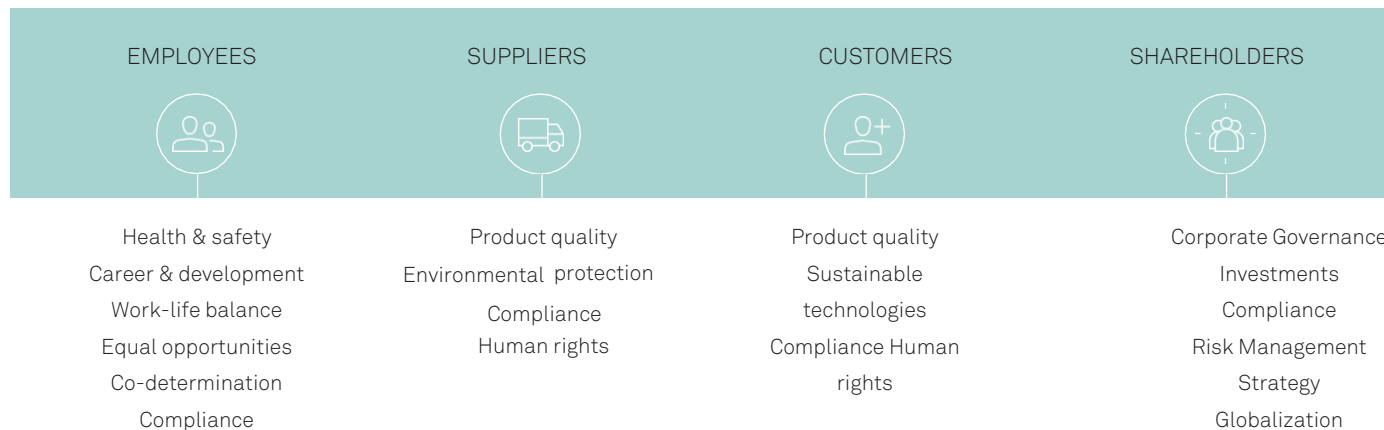 EMPLOYEES
Health & safety
Career & development
Work-life balance
Equal opportunities
Co-determination
Compliance
SUPPLIERS
Product quality
Environmental protection
Compliance
Human rights
CUSTOMERS
Product quality
Sustainable
technologies
Compliance Human
rights
SHAREHOLDERS
Corporate Governance
Investments
Compliance
Risk Management
Strategy
Globalization